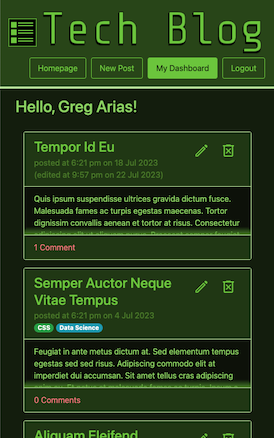 Tech Blog
Homepage New Post My Dashboard Logout
Hello, Greg Arias!
Tempor Id Eu
posted at 6:21 pm on 18 Jul 2023
(edited at 9:57 pm on 22 Jul 2023)
Quis ipsum suspendisse ultrices gravida dictum fusce.
Malesuada fames ac turpis egestas maecenas. Tortor
dignissim convallis aenean et tortor at risus. Consectetur
1 Comment
Semper Auctor Neque
Vitae Tempus
posted at 6:21 pm on 4 Jul 2023
CSS Data Science
Feugiat in ante metus dictum at. Sed elementum tempus
egestas sed sed risus. Adipiscing commodo elit at
imperdiet dui accumsan. Sit amet tellus cras adipiscing
0 Comments
Aliquam Eleifend